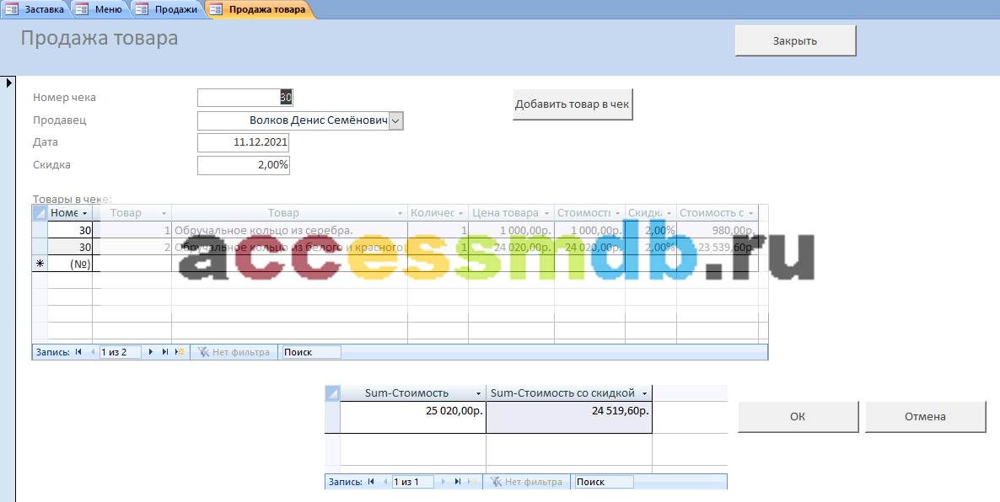 Заставка Меню Продажи Продажа товара
Продажа товара Закрыть
Номер чека 30 Добавить товар в чек
Продавец Волков Денис Семёнович
Дата 11.12.2021
Скидка 2,00%
Товары в чеке:
Номе Товар Товар Количес Цена товара Стоимость Скидка Стоимость с
30 1 Обручальное кольцо из серебра. 1 1 000,00р. 1 000,00р. 2,00% 980,00р.
30 2 Обручальное кольцо из белого и красного 1 24 020,00р. 24 020,00р. 2,00% 23 539,60р.
(№)
accessmdb.ru
Запись: 1 из 2 Нет фильтра Поиск
Sum-Стоимость Sum-Стоимость со скидкой
25 020,00р. 24 519,60р.
ОК Отмена
Запись: 1 из 1 Нет фильтра Поиск